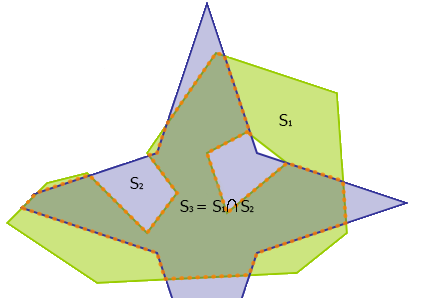 S₁
S₂
S₃ = S₁⋂ S₂